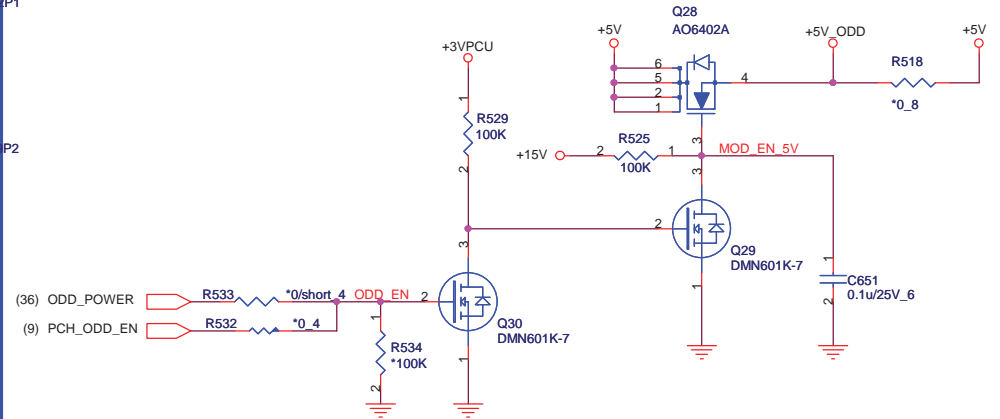 P1
Q28
AO6402A
+5V
+5V_ODD
+5V
+3VPCU
6
5
2
1
4
R518
*0_8
1
R529
100K
2
P2
+15V
2
R525
1
100K
3
MOD_EN_5V
3
2
Q29
DMN601K-7
1
1
C651
0.1u/25V_6
2
3
(36) ODD_POWER
R533
*0/short_4
ODD_EN
2
(9) PCH_ODD_EN
R532
*0_4
1
R534
*100K
2
Q30
DMN601K-7
1